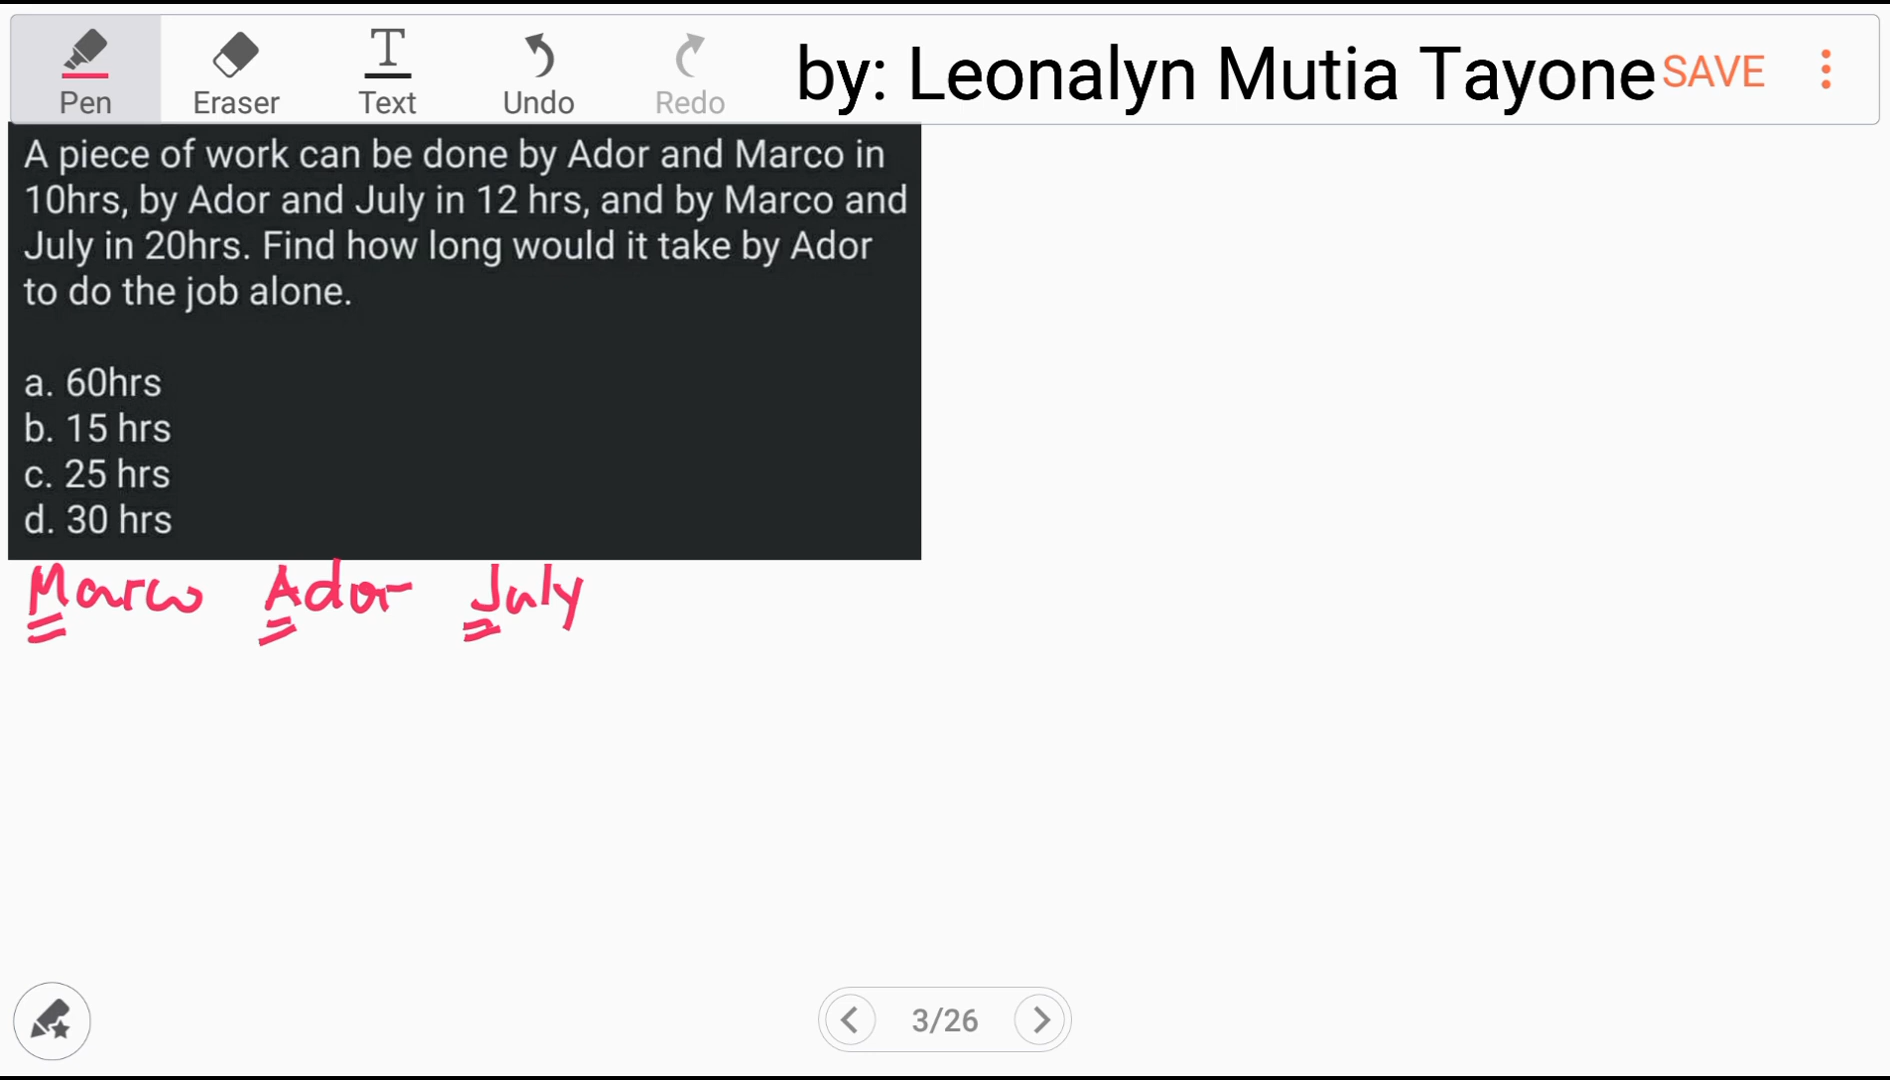 Pen
Eraser
Text
Undo
Redo
by: Leonalyn Mutia Tayone
SAVE
A piece of work can be done by Ador and Marco in
10hrs, by Ador and July in 12 hrs, and by Marco and
July in 20hrs. Find how long would it take by Ador
to do the job alone.
a. 60hrs
b. 15 hrs
c. 25 hrs
d. 30 hrs
Marco Ador July
3/26